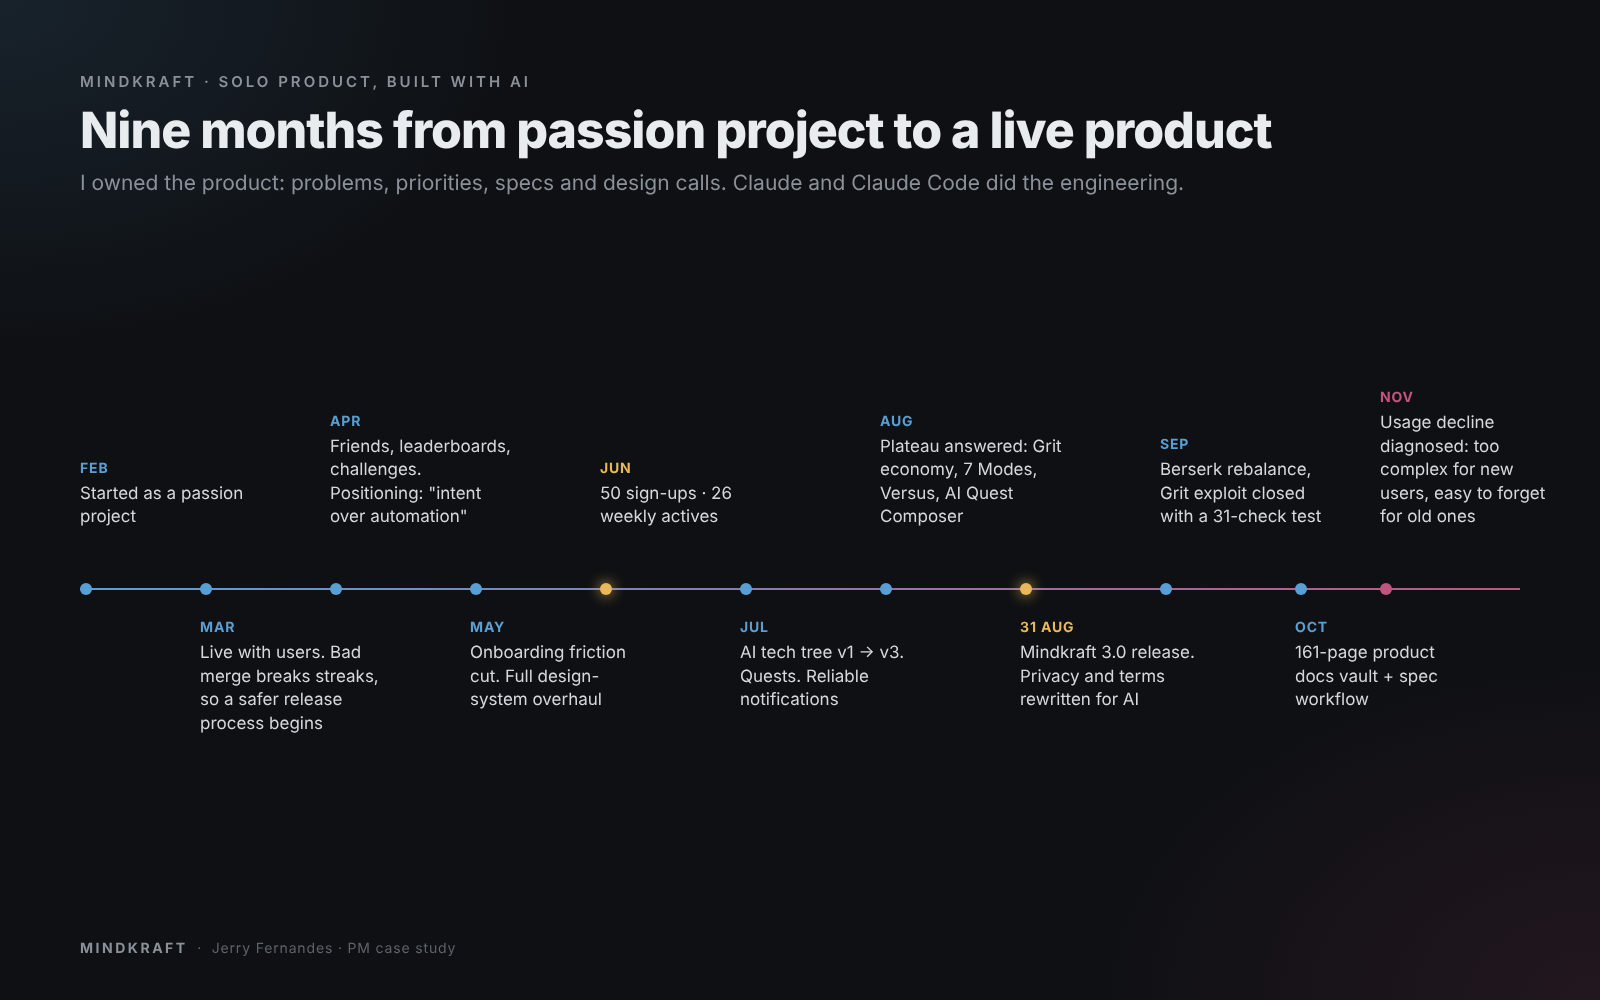 MINDKRAFT · SOLO PRODUCT, BUILT WITH AI
Nine months from passion project to a live product
I owned the product: problems, priorities, specs and design calls. Claude and Claude Code did the engineering.
FEB
Started as a passion
project
MAR
Live with users. Bad
merge breaks streaks,
so a safer release
process begins
APR
Friends, leaderboards,
challenges.
Positioning: "intent
over automation"
MAY
Onboarding friction
cut. Full design-
system overhaul
JUN
50 sign-ups · 26
weekly actives
JUL
AI tech tree v1 → v3.
Quests. Reliable
notifications
AUG
Plateau answered: Grit
economy, 7 Modes,
Versus, AI Quest
Composer
31 AUG
Mindkraft 3.0 release.
Privacy and terms
rewritten for AI
SEP
Berserk rebalance,
Grit exploit closed
with a 31-check test
OCT
161-page product
docs vault + spec
workflow
NOV
Usage decline
diagnosed: too
complex for new
users, easy to forget
for old ones
MINDKRAFT · Jerry Fernandes · PM case study